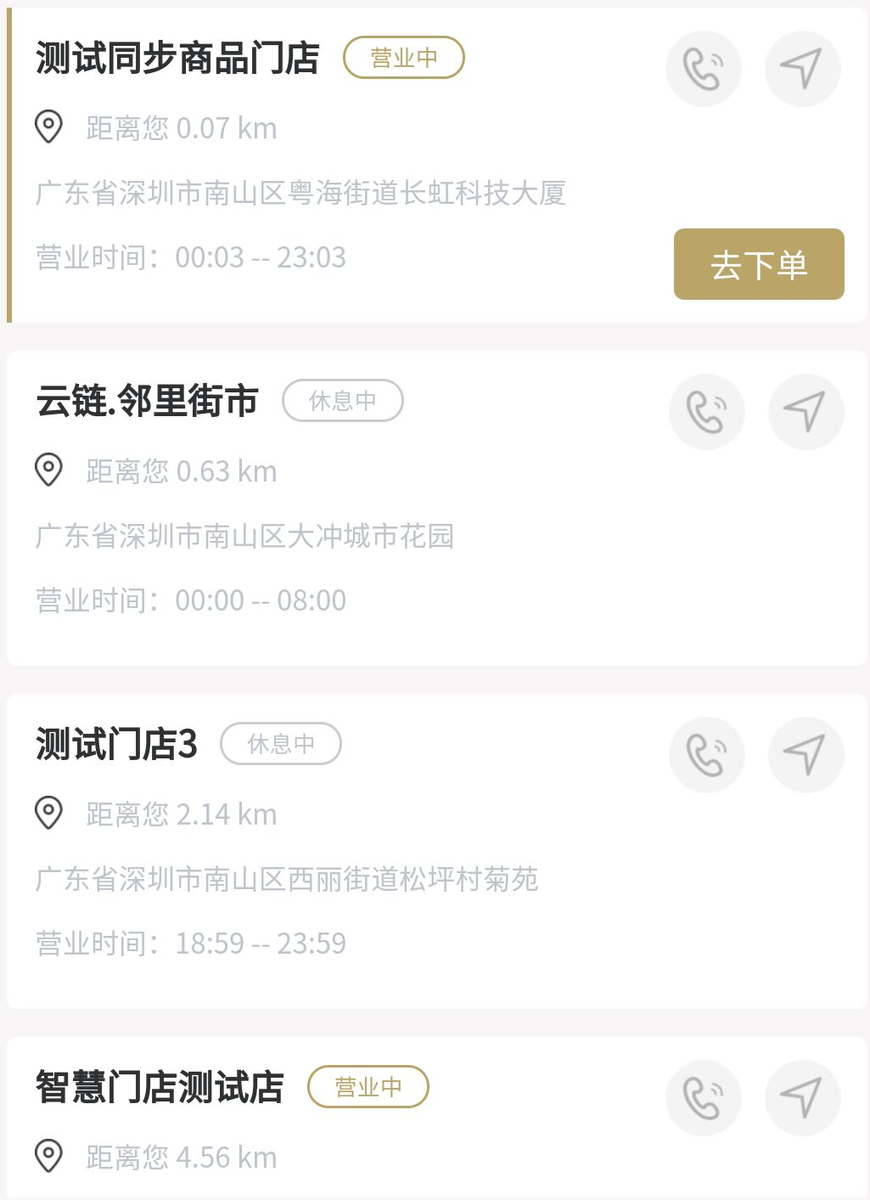 测试同步商品门店 营业中
距离您 0.07 km
广东省深圳市南山区粤海街道长虹科技大厦
营业时间：00:03 -- 23:03
去下单
云链.邻里街市 休息中
距离您 0.63 km
广东省深圳市南山区大冲城市花园
营业时间：00:00 -- 08:00
测试门店3 休息中
距离您 2.14 km
广东省深圳市南山区西丽街道松坪村菊苑
营业时间：18:59 -- 23:59
智慧门店测试店 营业中
距离您 4.56 km